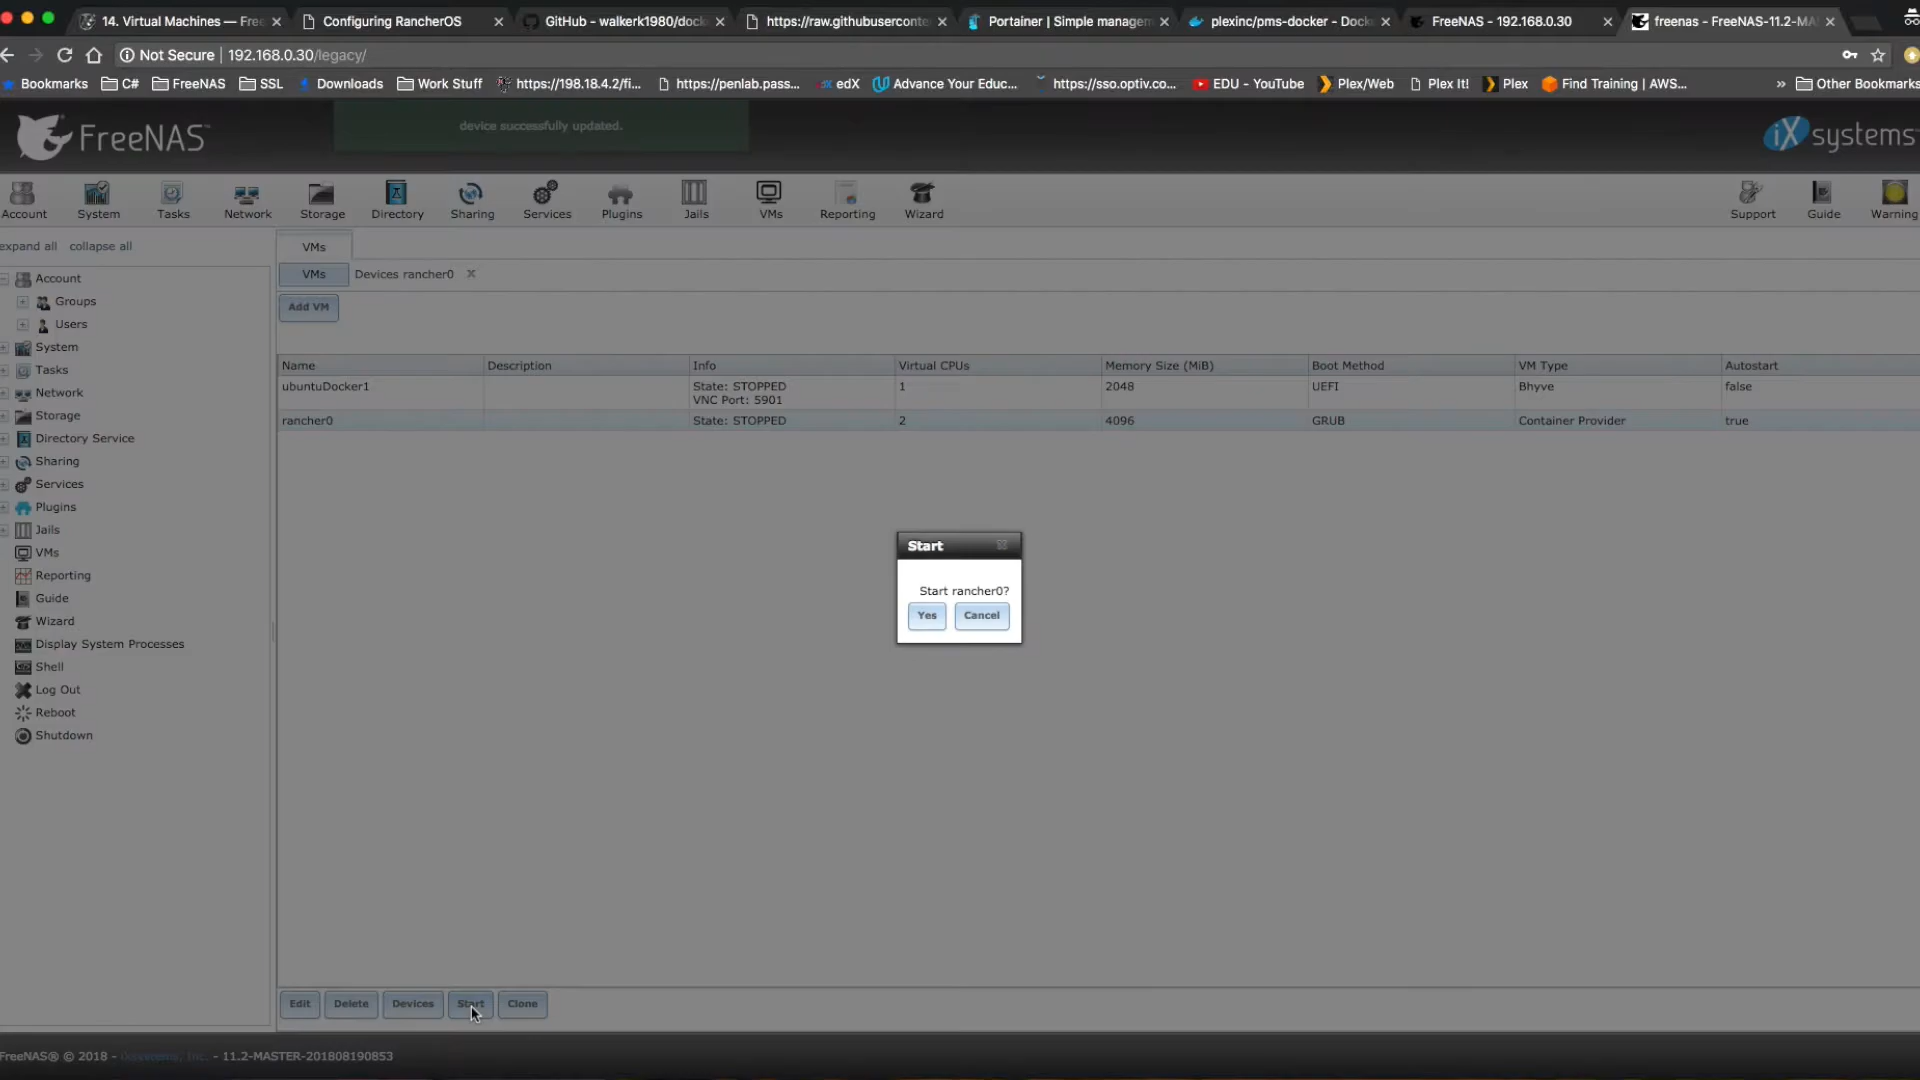 14. Virtual Machines — Free
Configuring RancherOS
GitHub - walkerk1980/dock
https://raw.githubuserconte
Portainer | Simple managem
plexinc/pms-docker - Dock
FreeNAS - 192.168.0.30
freenas - FreeNAS-11.2-MA
Not Secure | 192.168.0.30/legacy/
Bookmarks
C#
FreeNAS
SSL
Downloads
Work Stuff
https://198.18.4.2/fi...
https://penlab.pass...
edX
Advance Your Educ...
https://sso.optiv.co...
EDU - YouTube
Plex/Web
Plex It!
Plex
Find Training | AWS...
»
Other Bookmarks
FreeNAS™
device successfully updated.
iXsystems
Account
System
Tasks
Network
Storage
Directory
Sharing
Services
Plugins
Jails
VMs
Reporting
Wizard
Support
Guide
Warning
expand all
collapse all
Account
Groups
Users
System
Tasks
Network
Storage
Directory Service
Sharing
Services
Plugins
Jails
VMs
Reporting
Guide
Wizard
Display System Processes
Shell
Log Out
Reboot
Shutdown
VMs
VMs
Devices rancher0
Add VM
Name
Description
Info
Virtual CPUs
Memory Size (MiB)
Boot Method
VM Type
Autostart
ubuntuDocker1
State: STOPPED
VNC Port: 5901
1
2048
UEFI
Bhyve
false
rancher0
State: STOPPED
2
4096
GRUB
Container Provider
true
Start
Start rancher0?
Yes
Cancel
Edit
Delete
Devices
Start
Clone
FreeNAS® © 2018 - iXsystems, Inc. - 11.2-MASTER-201808190853